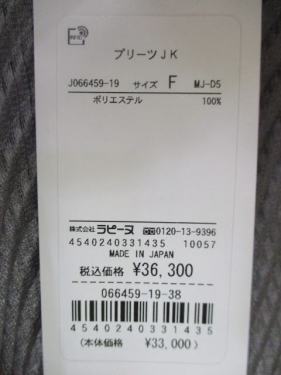 RFID
プリーツJK
J066459-19 サイズ F MJ-D5
ポリエステル 100%
株式会社 ラピーヌ 0120-13-9396
4540240331435 10057
MADE IN JAPAN
税込価格 ¥36,300
066459-19-38
4540240331435
(本体価格 ¥33,000)